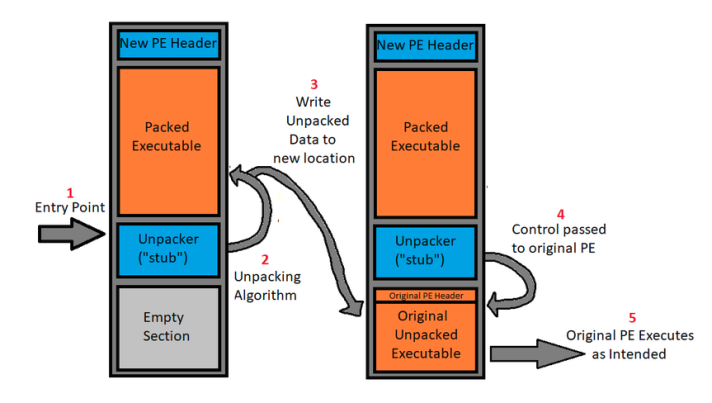 New PE Header
Packed
Executable
1
Entry Point
Unpacker
("stub")
2
Unpacking
Algorithm
Empty
Section
3
Write
Unpacked
Data to
new location
New PE Header
Packed
Executable
Unpacker
("stub")
4
Control passed
to original PE
Original PE Header
Original
Unpacked
Executable
5
Original PE Executes
as Intended